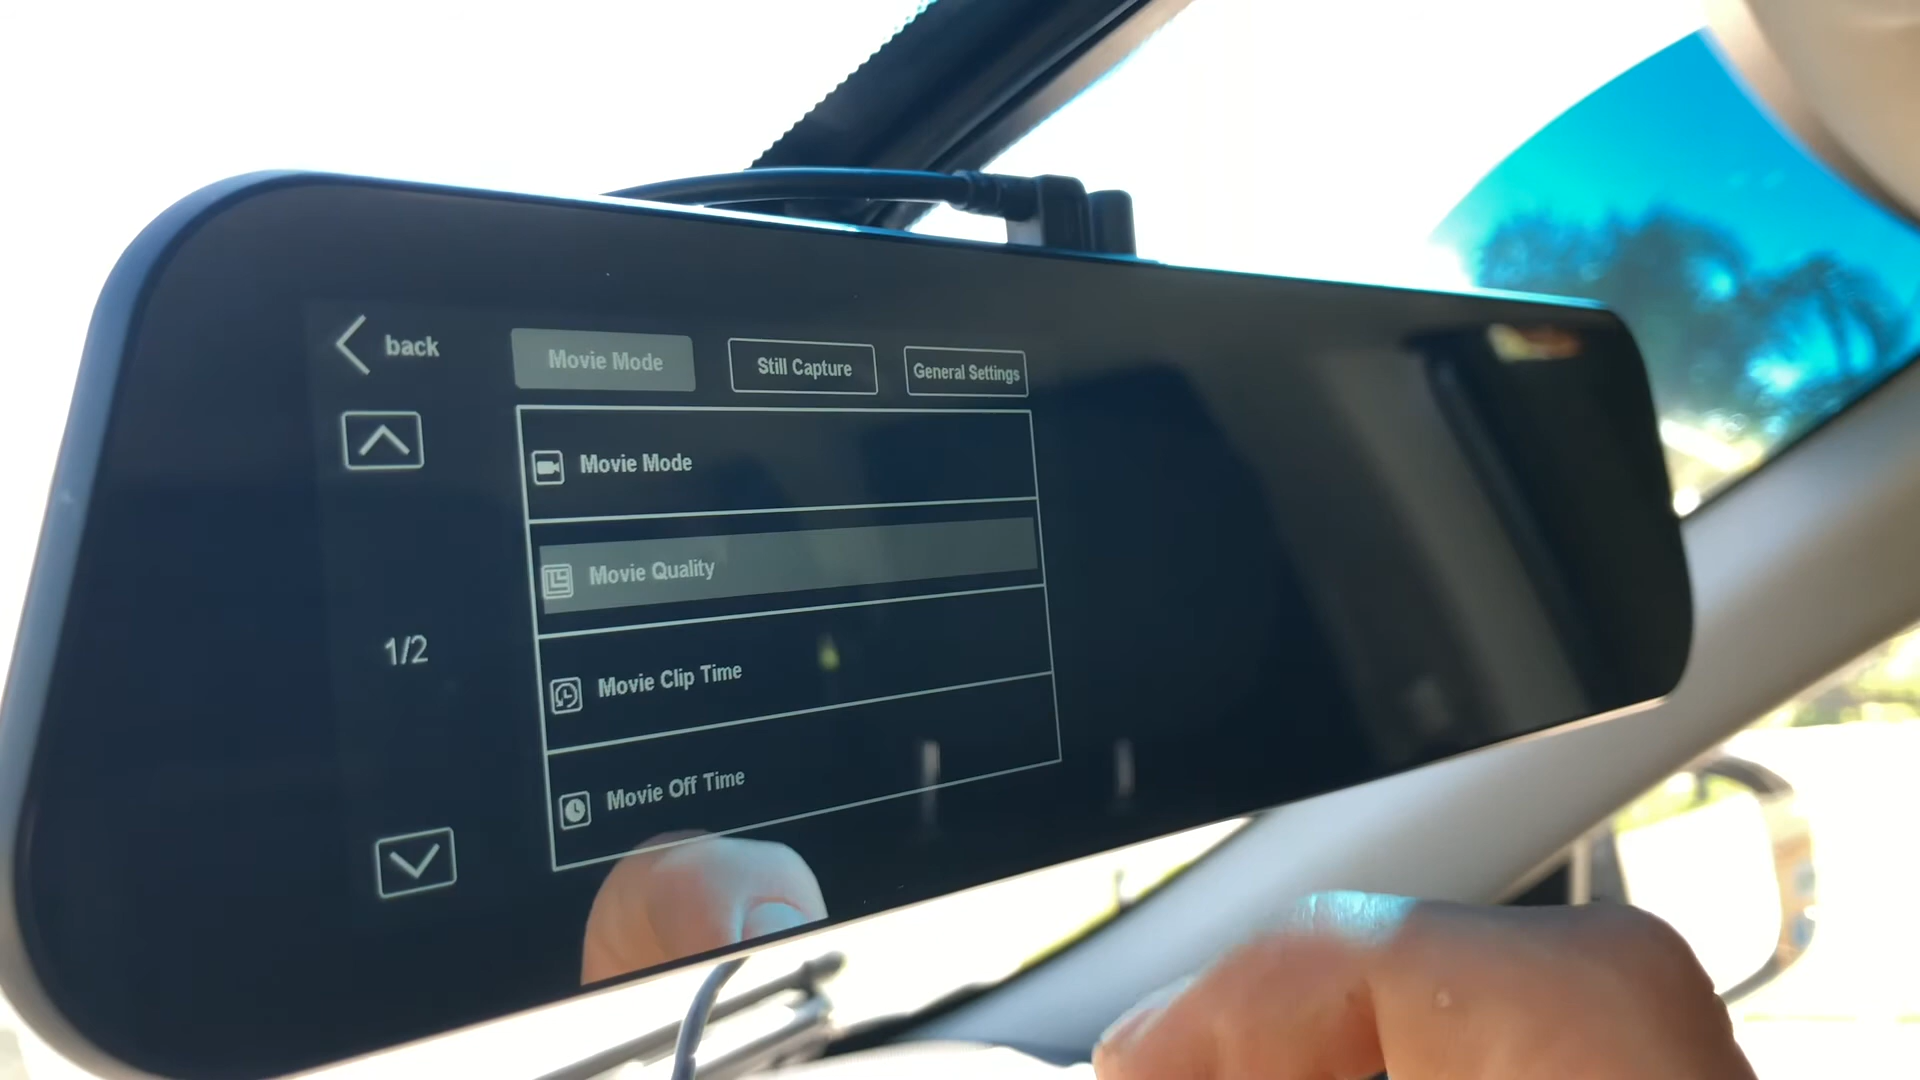 back
Movie Mode
Still Capture
General Settings
Movie Mode
Movie Quality
1/2
Movie Clip Time
Movie Off Time